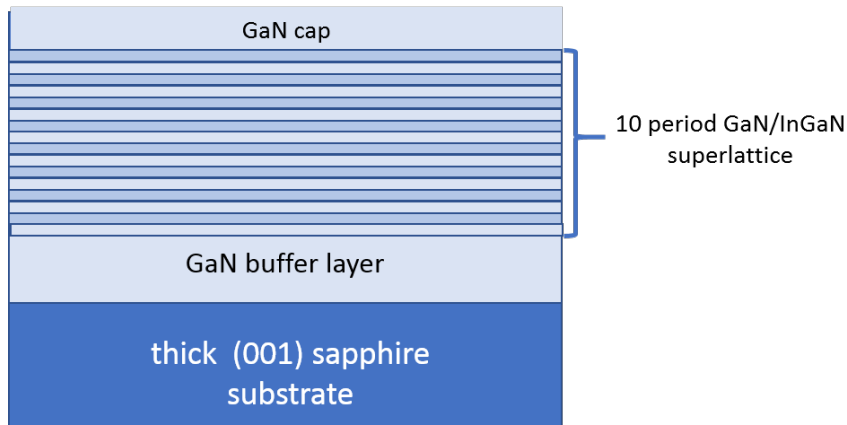 GaN cap
10 period GaN/InGaN
superlattice
GaN buffer layer
thick (001) sapphire
substrate